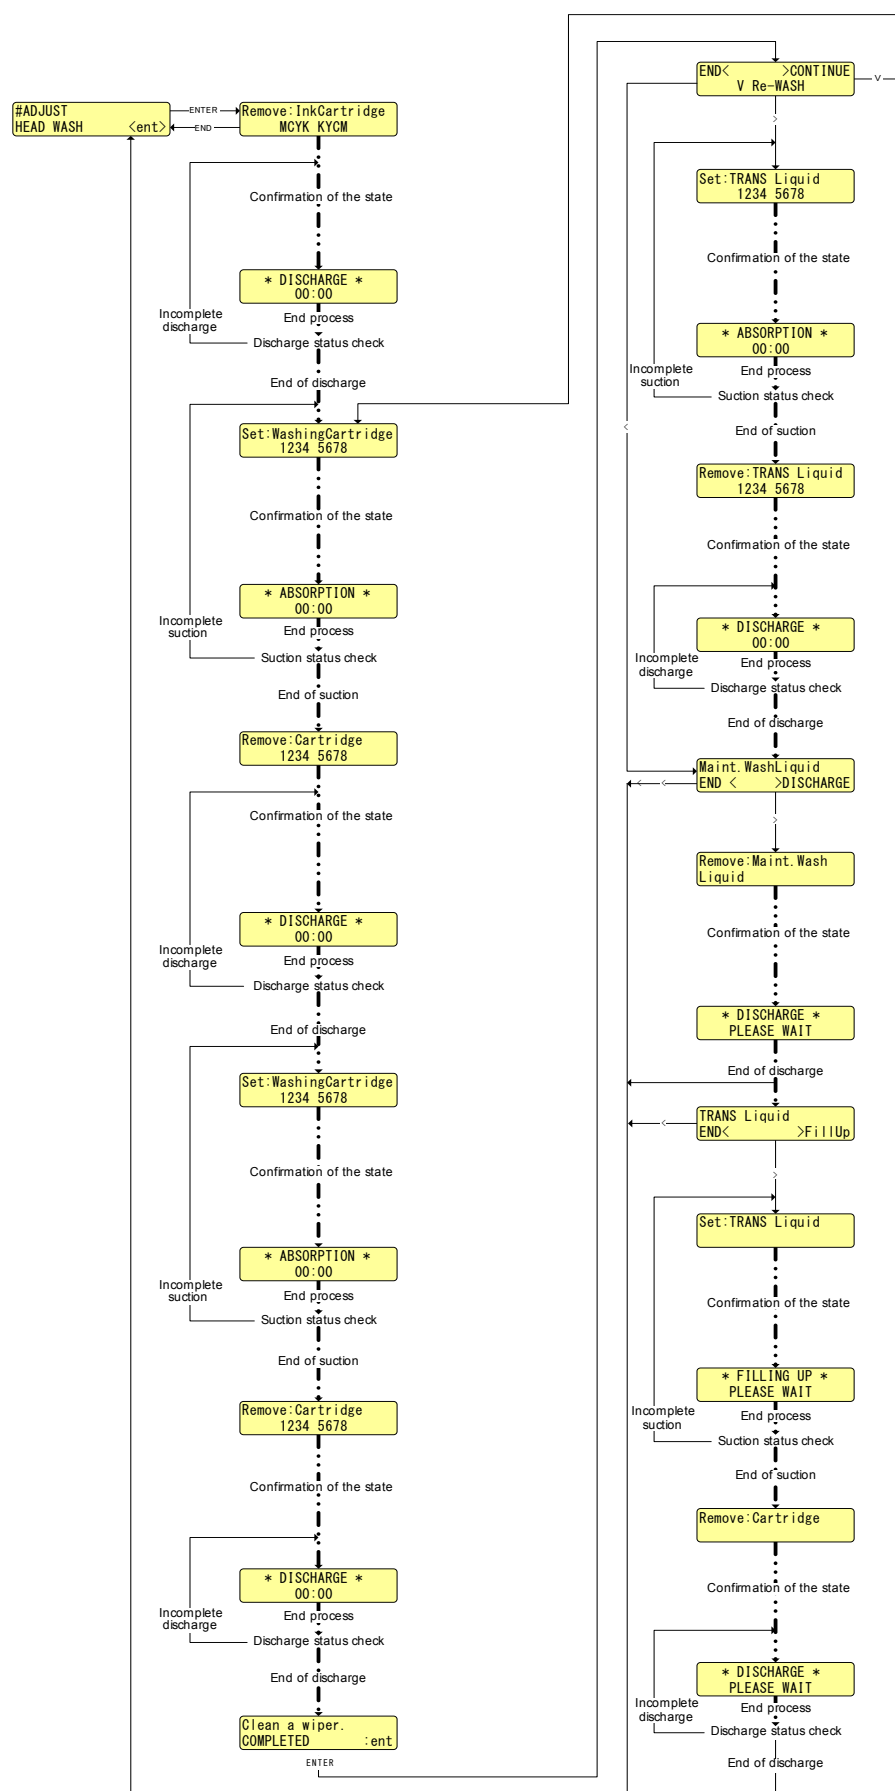 #ADJUST
HEAD WASH <ent>
ENTER
END
Remove:InkCartridge
MCYK KYCM
Confirmation of the state
* DISCHARGE *
00:00
End process
Incomplete
discharge
Discharge status check
End of discharge
Set:WashingCartridge
1234 5678
Confirmation of the state
* ABSORPTION *
00:00
End process
Incomplete
suction
Suction status check
End of suction
Remove:Cartridge
1234 5678
Confirmation of the state
* DISCHARGE *
00:00
End process
Incomplete
discharge
Discharge status check
End of discharge
Set:WashingCartridge
1234 5678
Confirmation of the state
* ABSORPTION *
00:00
End process
Incomplete
suction
Suction status check
End of suction
Remove:Cartridge
1234 5678
Confirmation of the state
* DISCHARGE *
00:00
End process
Incomplete
discharge
Discharge status check
End of discharge
Clean a wiper.
COMPLETED :ent
ENTER
END< >CONTINUE
V Re-WASH
V
>
Set:TRANS Liquid
1234 5678
Confirmation of the state
* ABSORPTION *
00:00
End process
Incomplete
suction
Suction status check
<
End of suction
Remove:TRANS Liquid
1234 5678
Confirmation of the state
* DISCHARGE *
00:00
End process
Incomplete
discharge
Discharge status check
End of discharge
Maint.WashLiquid
END < >DISCHARGE
< <
>
Remove:Maint.Wash
Liquid
Confirmation of the state
* DISCHARGE *
PLEASE WAIT
End of discharge
TRANS Liquid
END< >FillUp
<
>
Set:TRANS Liquid
Confirmation of the state
* FILLING UP *
PLEASE WAIT
End process
Incomplete
suction
Suction status check
End of suction
Remove:Cartridge
Confirmation of the state
* DISCHARGE *
PLEASE WAIT
End process
Incomplete
discharge
Discharge status check
End of discharge